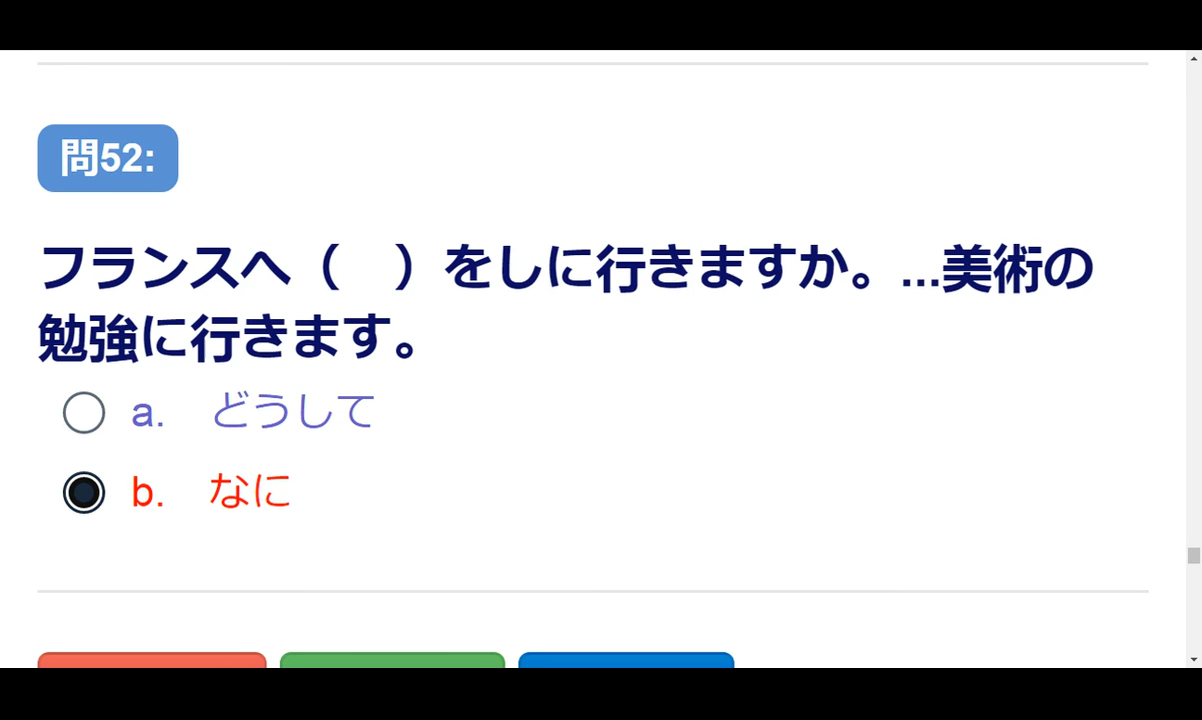 問52:
フランスへ（　）をしに行きますか。...美術の
勉強に行きます。
a.　どうして
b.　なに